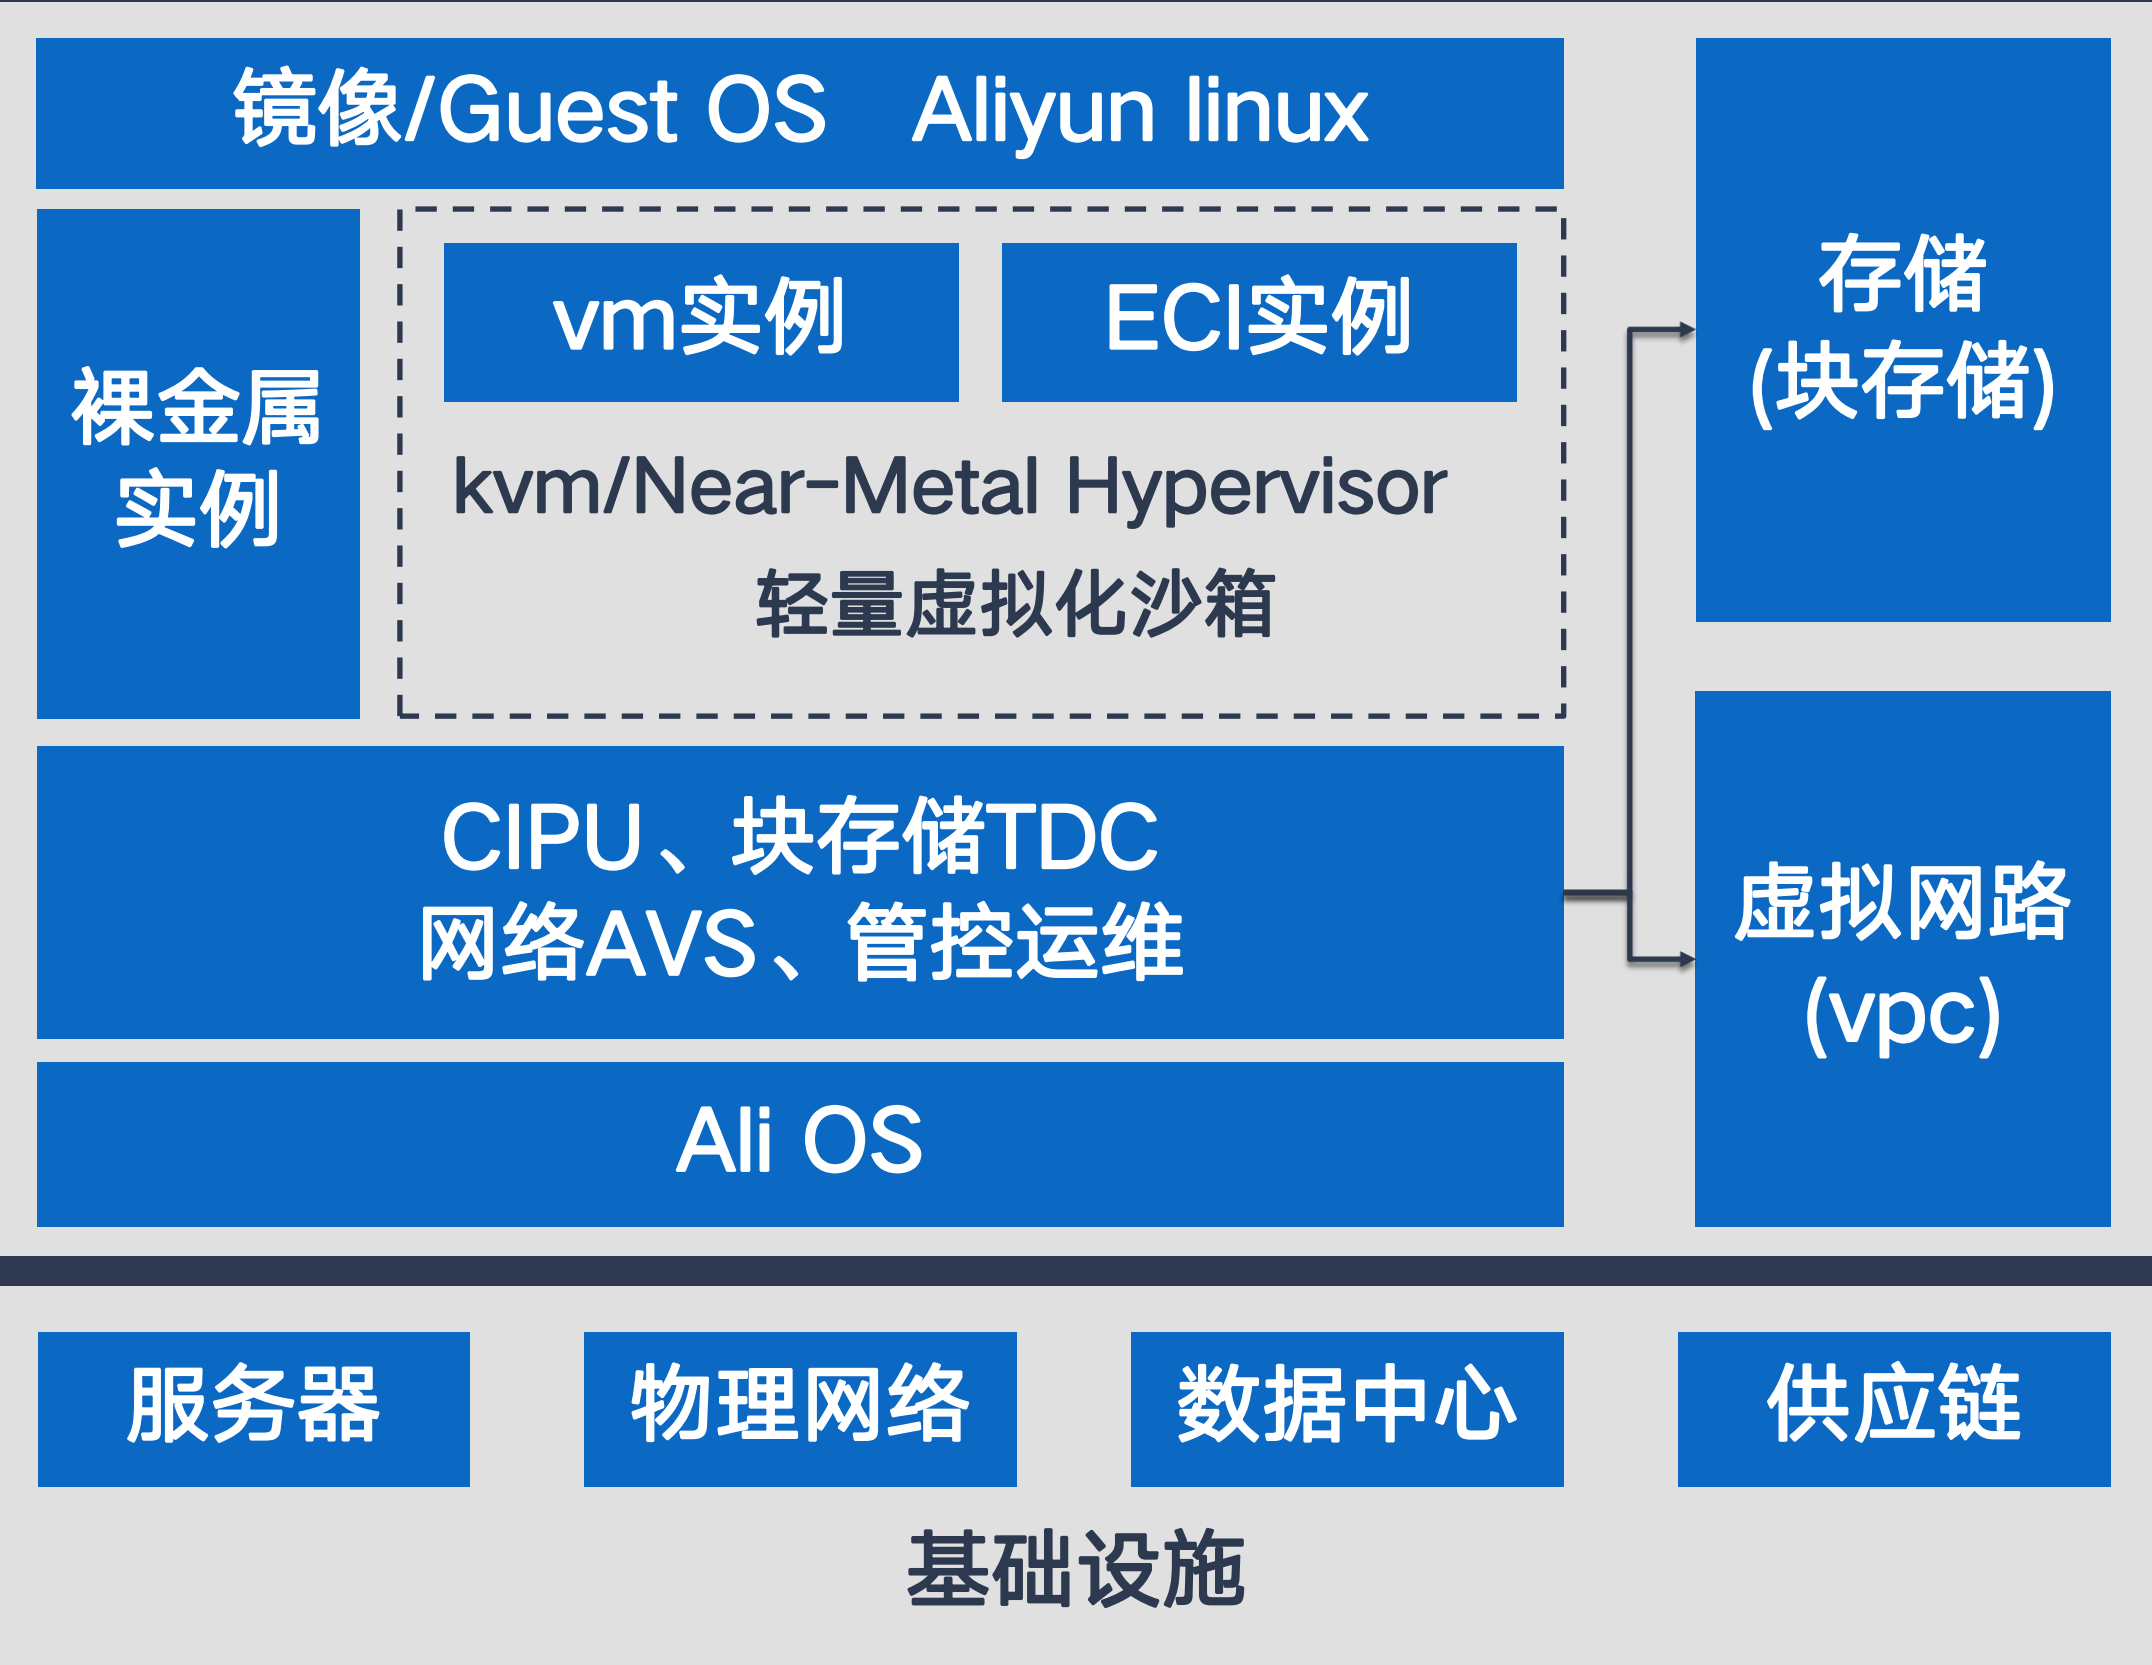 镜像/Guest OS Aliyun linux
裸金属
实例
vm实例
ECI实例
kvm/Near-Metal Hypervisor
轻量虚拟化沙箱
CIPU、块存储TDC
网络AVS、管控运维
Ali OS
存储
(块存储)
虚拟网路
(vpc)
服务器
物理网络
数据中心
供应链
基础设施